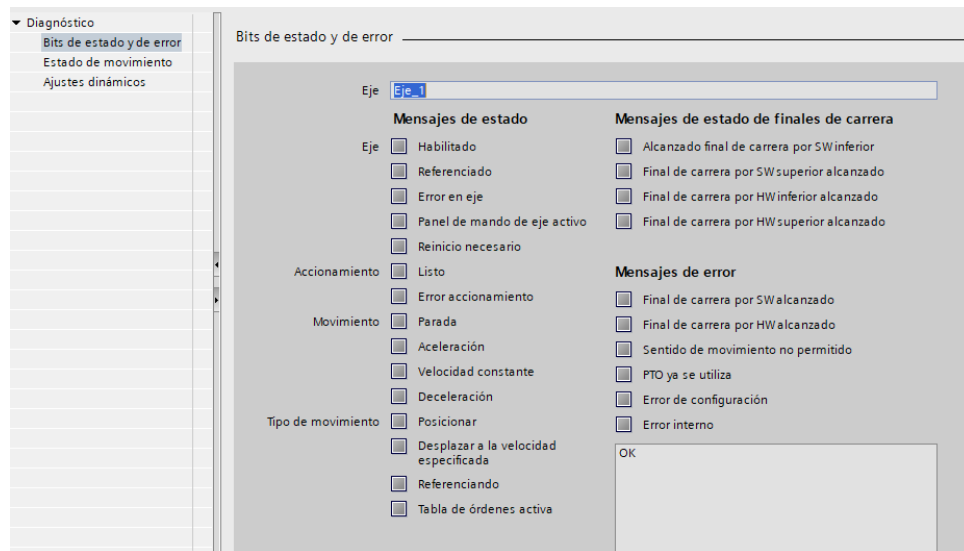 Diagnóstico
Bits de estado y de error
Estado de movimiento
Ajustes dinámicos
Bits de estado y de error
Eje Eje_1
Mensajes de estado
Eje Habilitado
Referenciado
Error en eje
Panel de mando de eje activo
Reinicio necesario
Accionamiento Listo
Error accionamiento
Movimiento Parada
Aceleración
Velocidad constante
Deceleración
Tipo de movimiento Posicionar
Desplazar a la velocidad
especificada
Referenciando
Tabla de órdenes activa
Mensajes de estado de finales de carrera
Alcanzado final de carrera por SW inferior
Final de carrera por SW superior alcanzado
Final de carrera por HW inferior alcanzado
Final de carrera por HW superior alcanzado
Mensajes de error
Final de carrera por SW alcanzado
Final de carrera por HW alcanzado
Sentido de movimiento no permitido
PTO ya se utiliza
Error de configuración
Error interno
OK